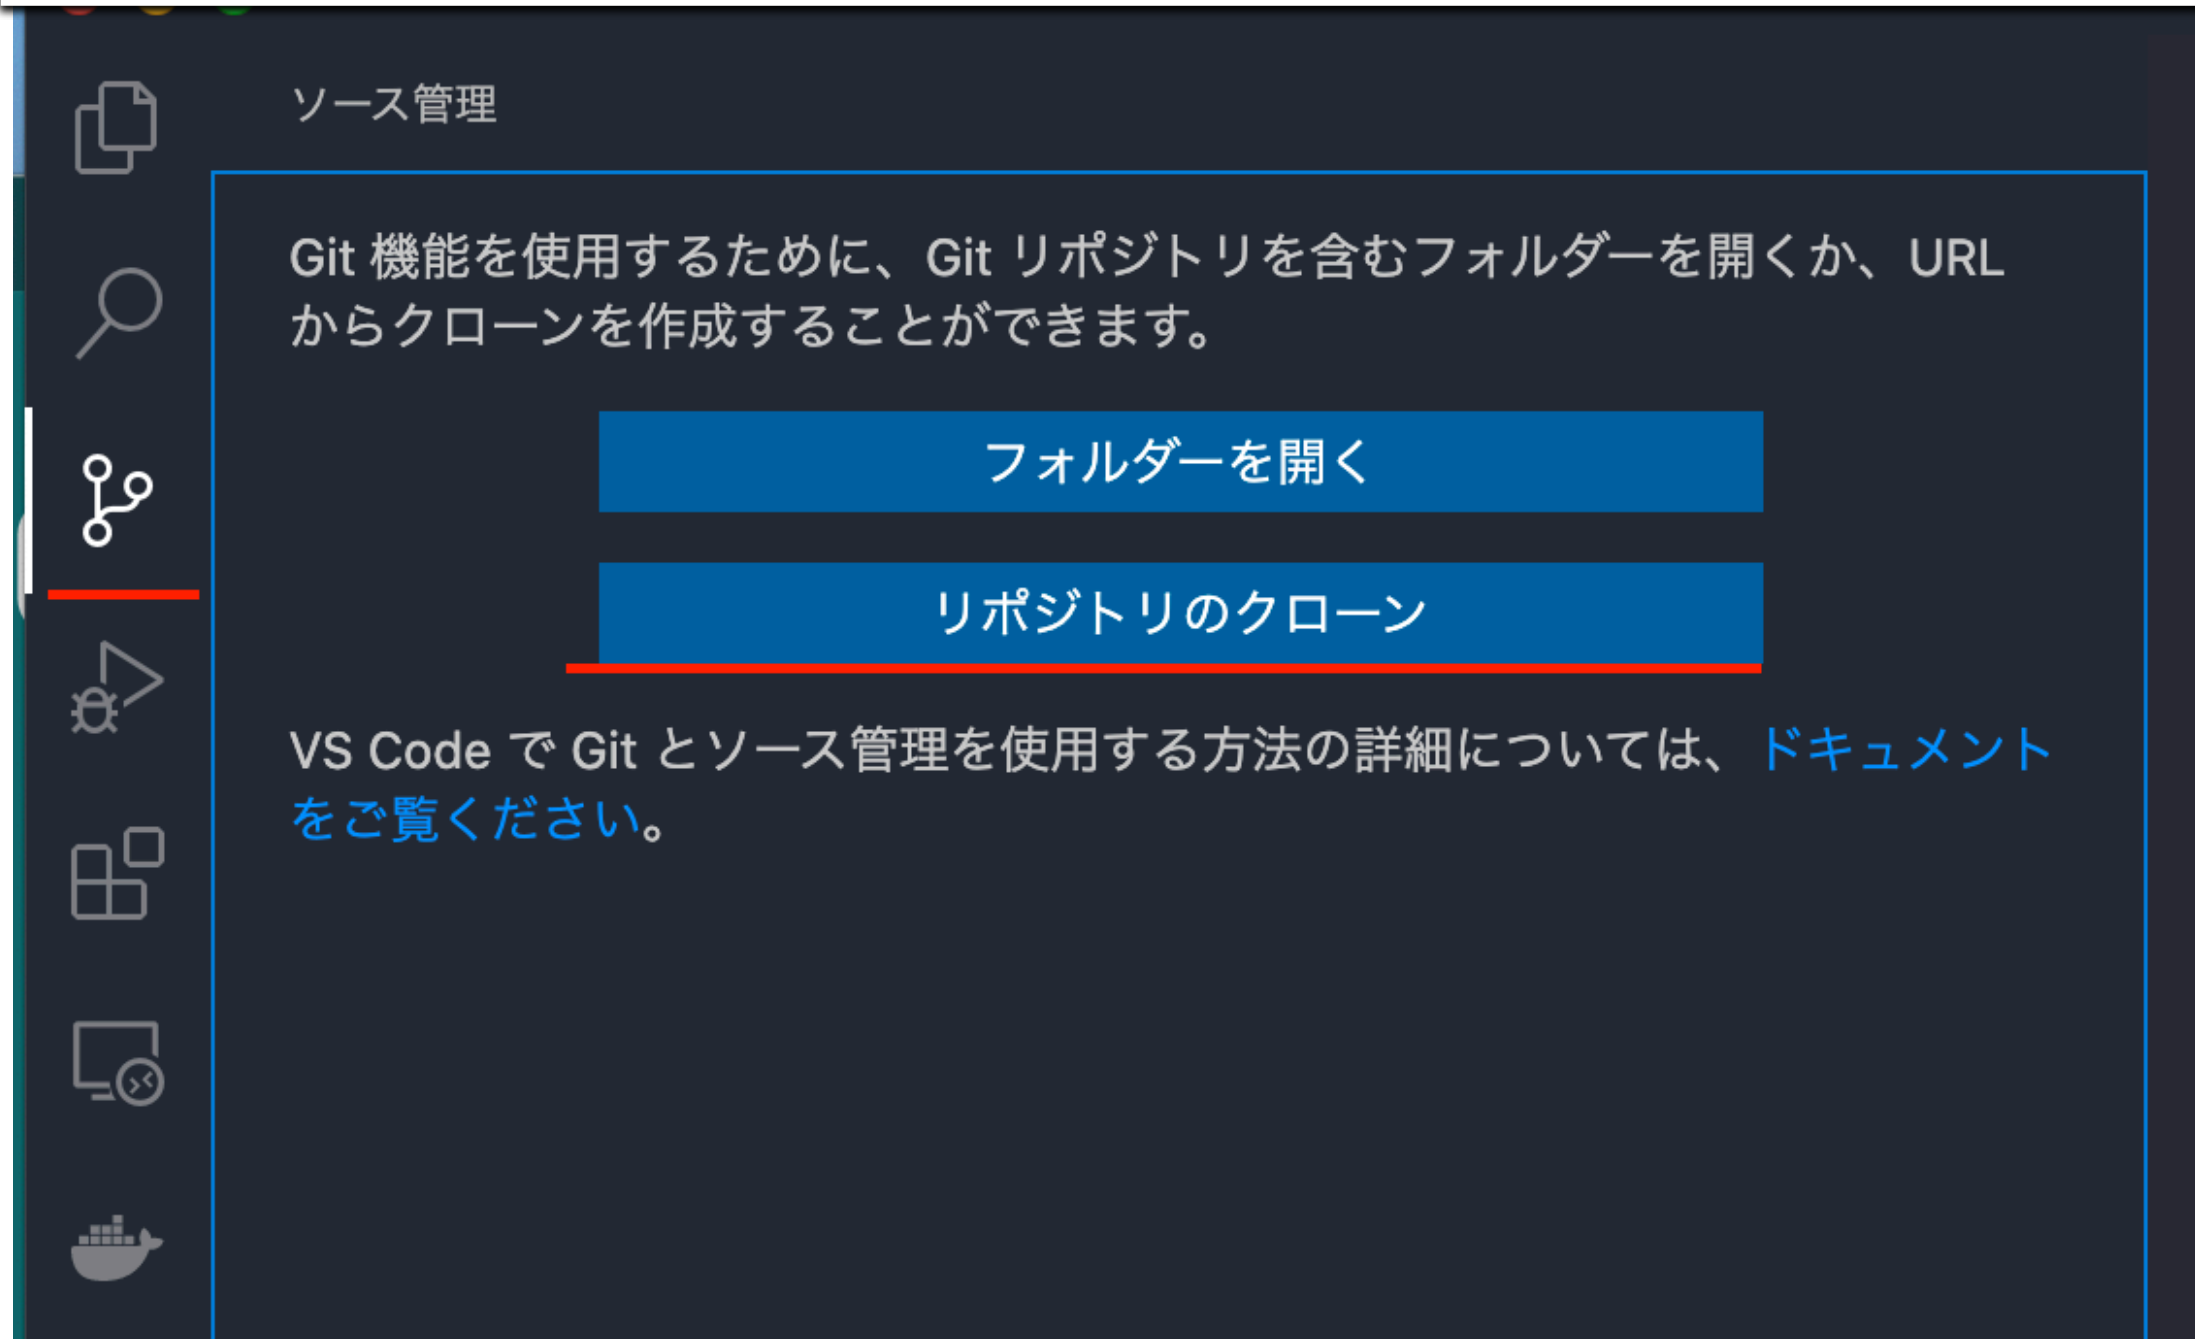 ソース管理
Git 機能を使用するために、Git リポジトリを含むフォルダーを開くか、URL
からクローンを作成することができます。
フォルダーを開く
リポジトリのクローン
VS Code で Git とソース管理を使用する方法の詳細については、ドキュメント
をご覧ください。